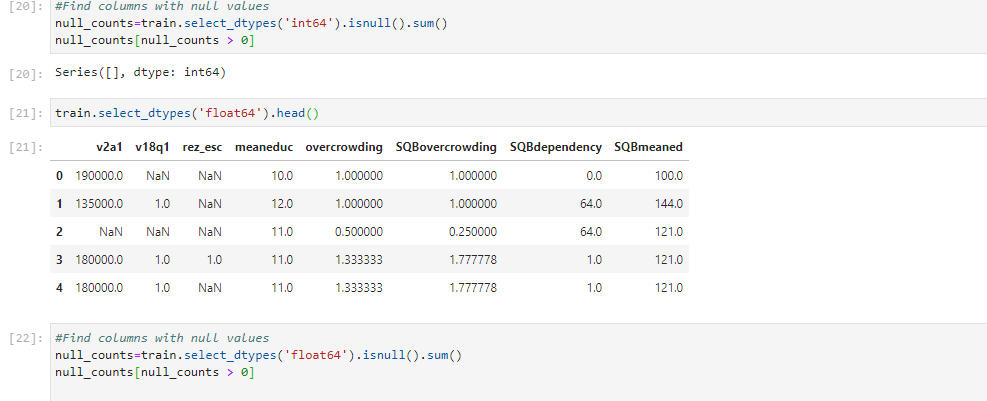 [20]: #Find columns with null values
null_counts=train.select_dtypes('int64').isnull().sum()
null_counts[null_counts > 0]
[20]: Series([], dtype: int64)
[21]: train.select_dtypes('float64').head()
[21]: v2a1 v18q1 rez_esc meaneduc overcrowding SQBovercrowding SQBdependency SQBmeaned
0 190000.0 NaN NaN 10.0 1.000000 1.000000 0.0 100.0
1 135000.0 1.0 NaN 12.0 1.000000 1.000000 64.0 144.0
2 NaN NaN NaN 11.0 0.500000 0.250000 64.0 121.0
3 180000.0 1.0 1.0 11.0 1.333333 1.777778 1.0 121.0
4 180000.0 1.0 NaN 11.0 1.333333 1.777778 1.0 121.0
[22]: #Find columns with null values
null_counts=train.select_dtypes('float64').isnull().sum()
null_counts[null_counts > 0]